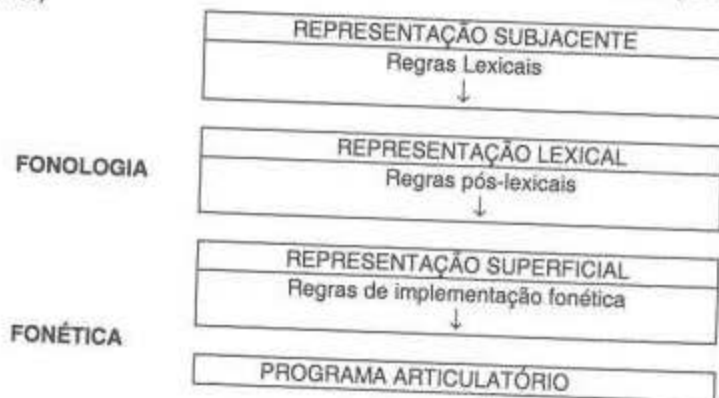 REPRESENTAÇÃO SUBJACENTE
Regras Lexicais
↓
REPRESENTAÇÃO LEXICAL
FONOLOGIA
Regras pós-lexicais
↓
REPRESENTAÇÃO SUPERFICIAL
Regras de implementação fonética
↓
FONÉTICA
PROGRAMA ARTICULATÓRIO